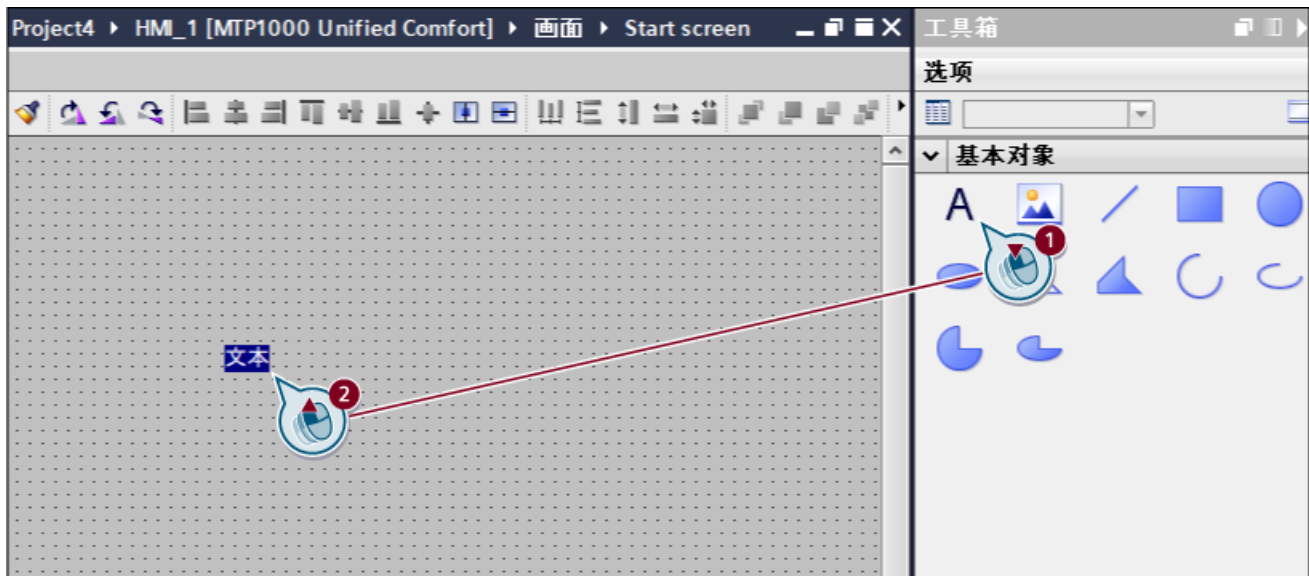 Project4 ▸ HMI_1 [MTP1000 Unified Comfort] ▸ 画面 ▸ Start screen
工具箱
选项
基本对象
A
1
文本
2